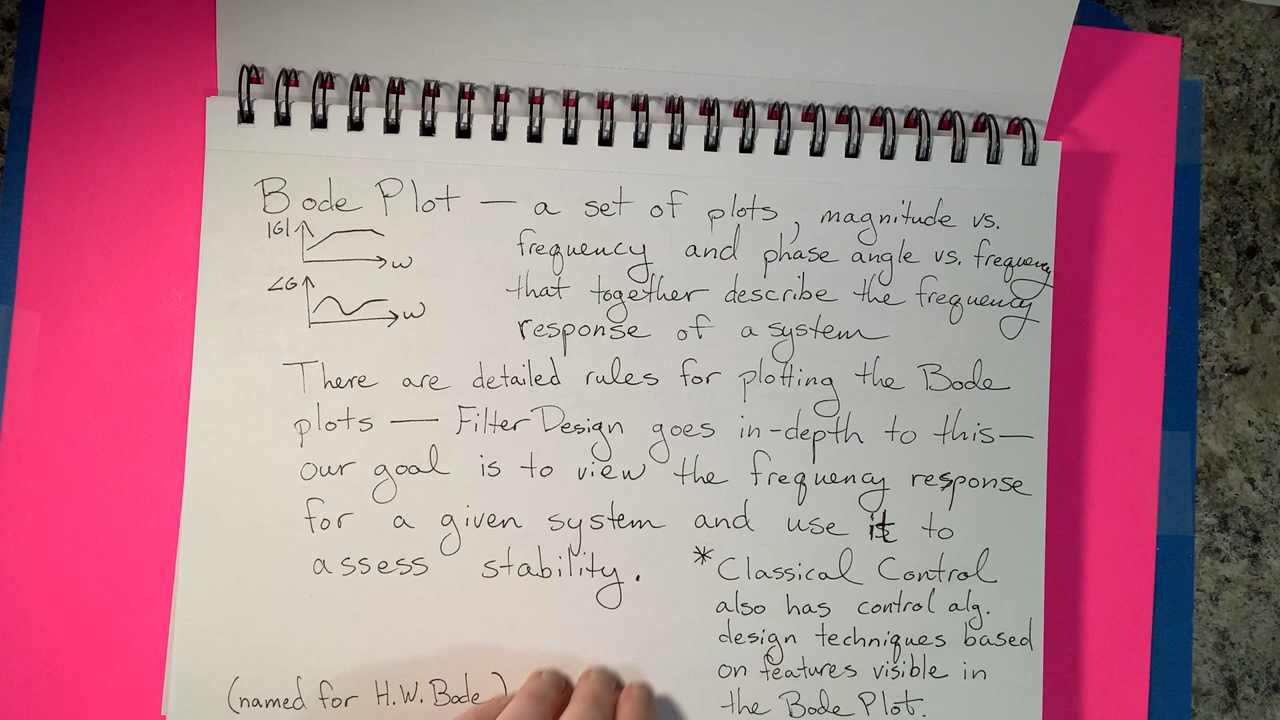 Bode Plot — a set of plots, magnitude vs.
frequency and phase angle vs. frequency
that together describe the frequency
response of a system
|G|
ω
∠G
ω
There are detailed rules for plotting the Bode
plots — Filter Design goes in-depth to this —
our goal is to view the frequency response
for a given system and use it to
assess stability.
* Classical Control
also has control alg.
design techniques based
on features visible in
the Bode Plot.
(named for H.W. Bode)